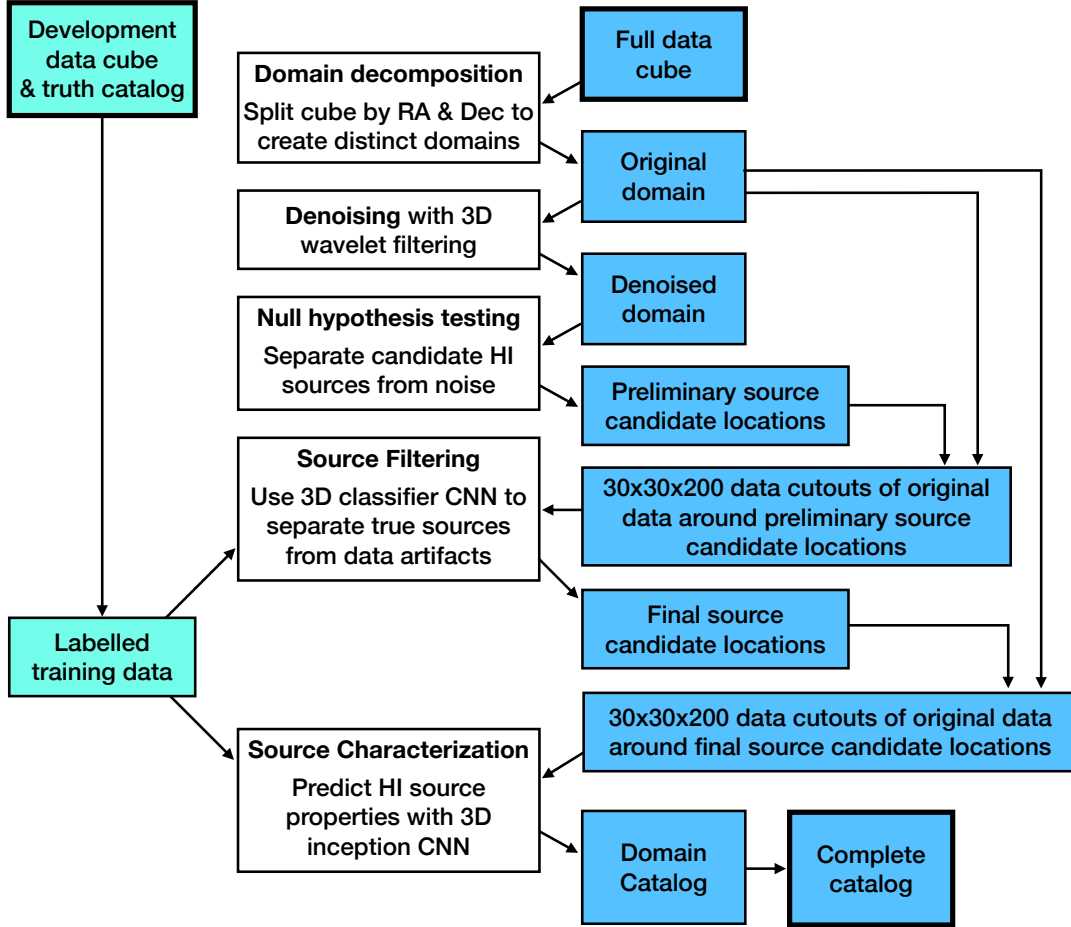 Development
data cube
& truth catalog
Full data
cube
Domain decomposition
Split cube by RA & Dec to
create distinct domains
Original
domain
Denoising with 3D
wavelet filtering
Denoised
domain
Null hypothesis testing
Separate candidate HI
sources from noise
Preliminary source
candidate locations
Source Filtering
Use 3D classifier CNN to
separate true sources
from data artifacts
30x30x200 data cutouts of original
data around preliminary source
candidate locations
Final source
candidate locations
Labelled
training data
30x30x200 data cutouts of original data
around final source candidate locations
Source Characterization
Predict HI source
properties with 3D
inception CNN
Domain
Catalog
Complete
catalog